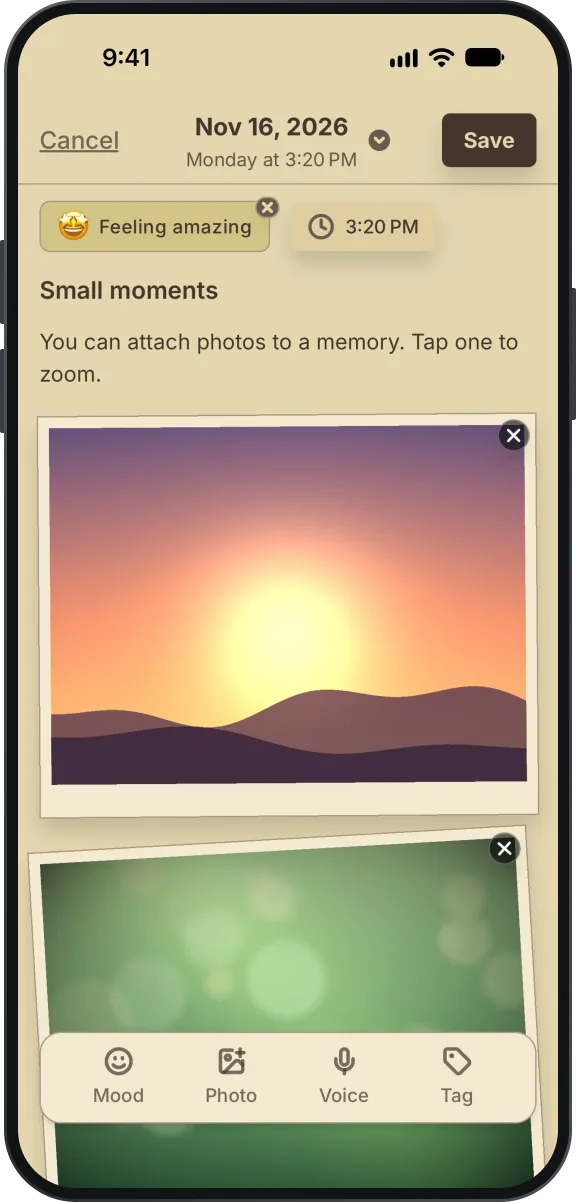 9:41
Cancel
Nov 16, 2026
Monday at 3:20 PM
Save
Feeling amazing
3:20 PM
Small moments
You can attach photos to a memory. Tap one to
zoom.
Mood
Photo
Voice
Tag